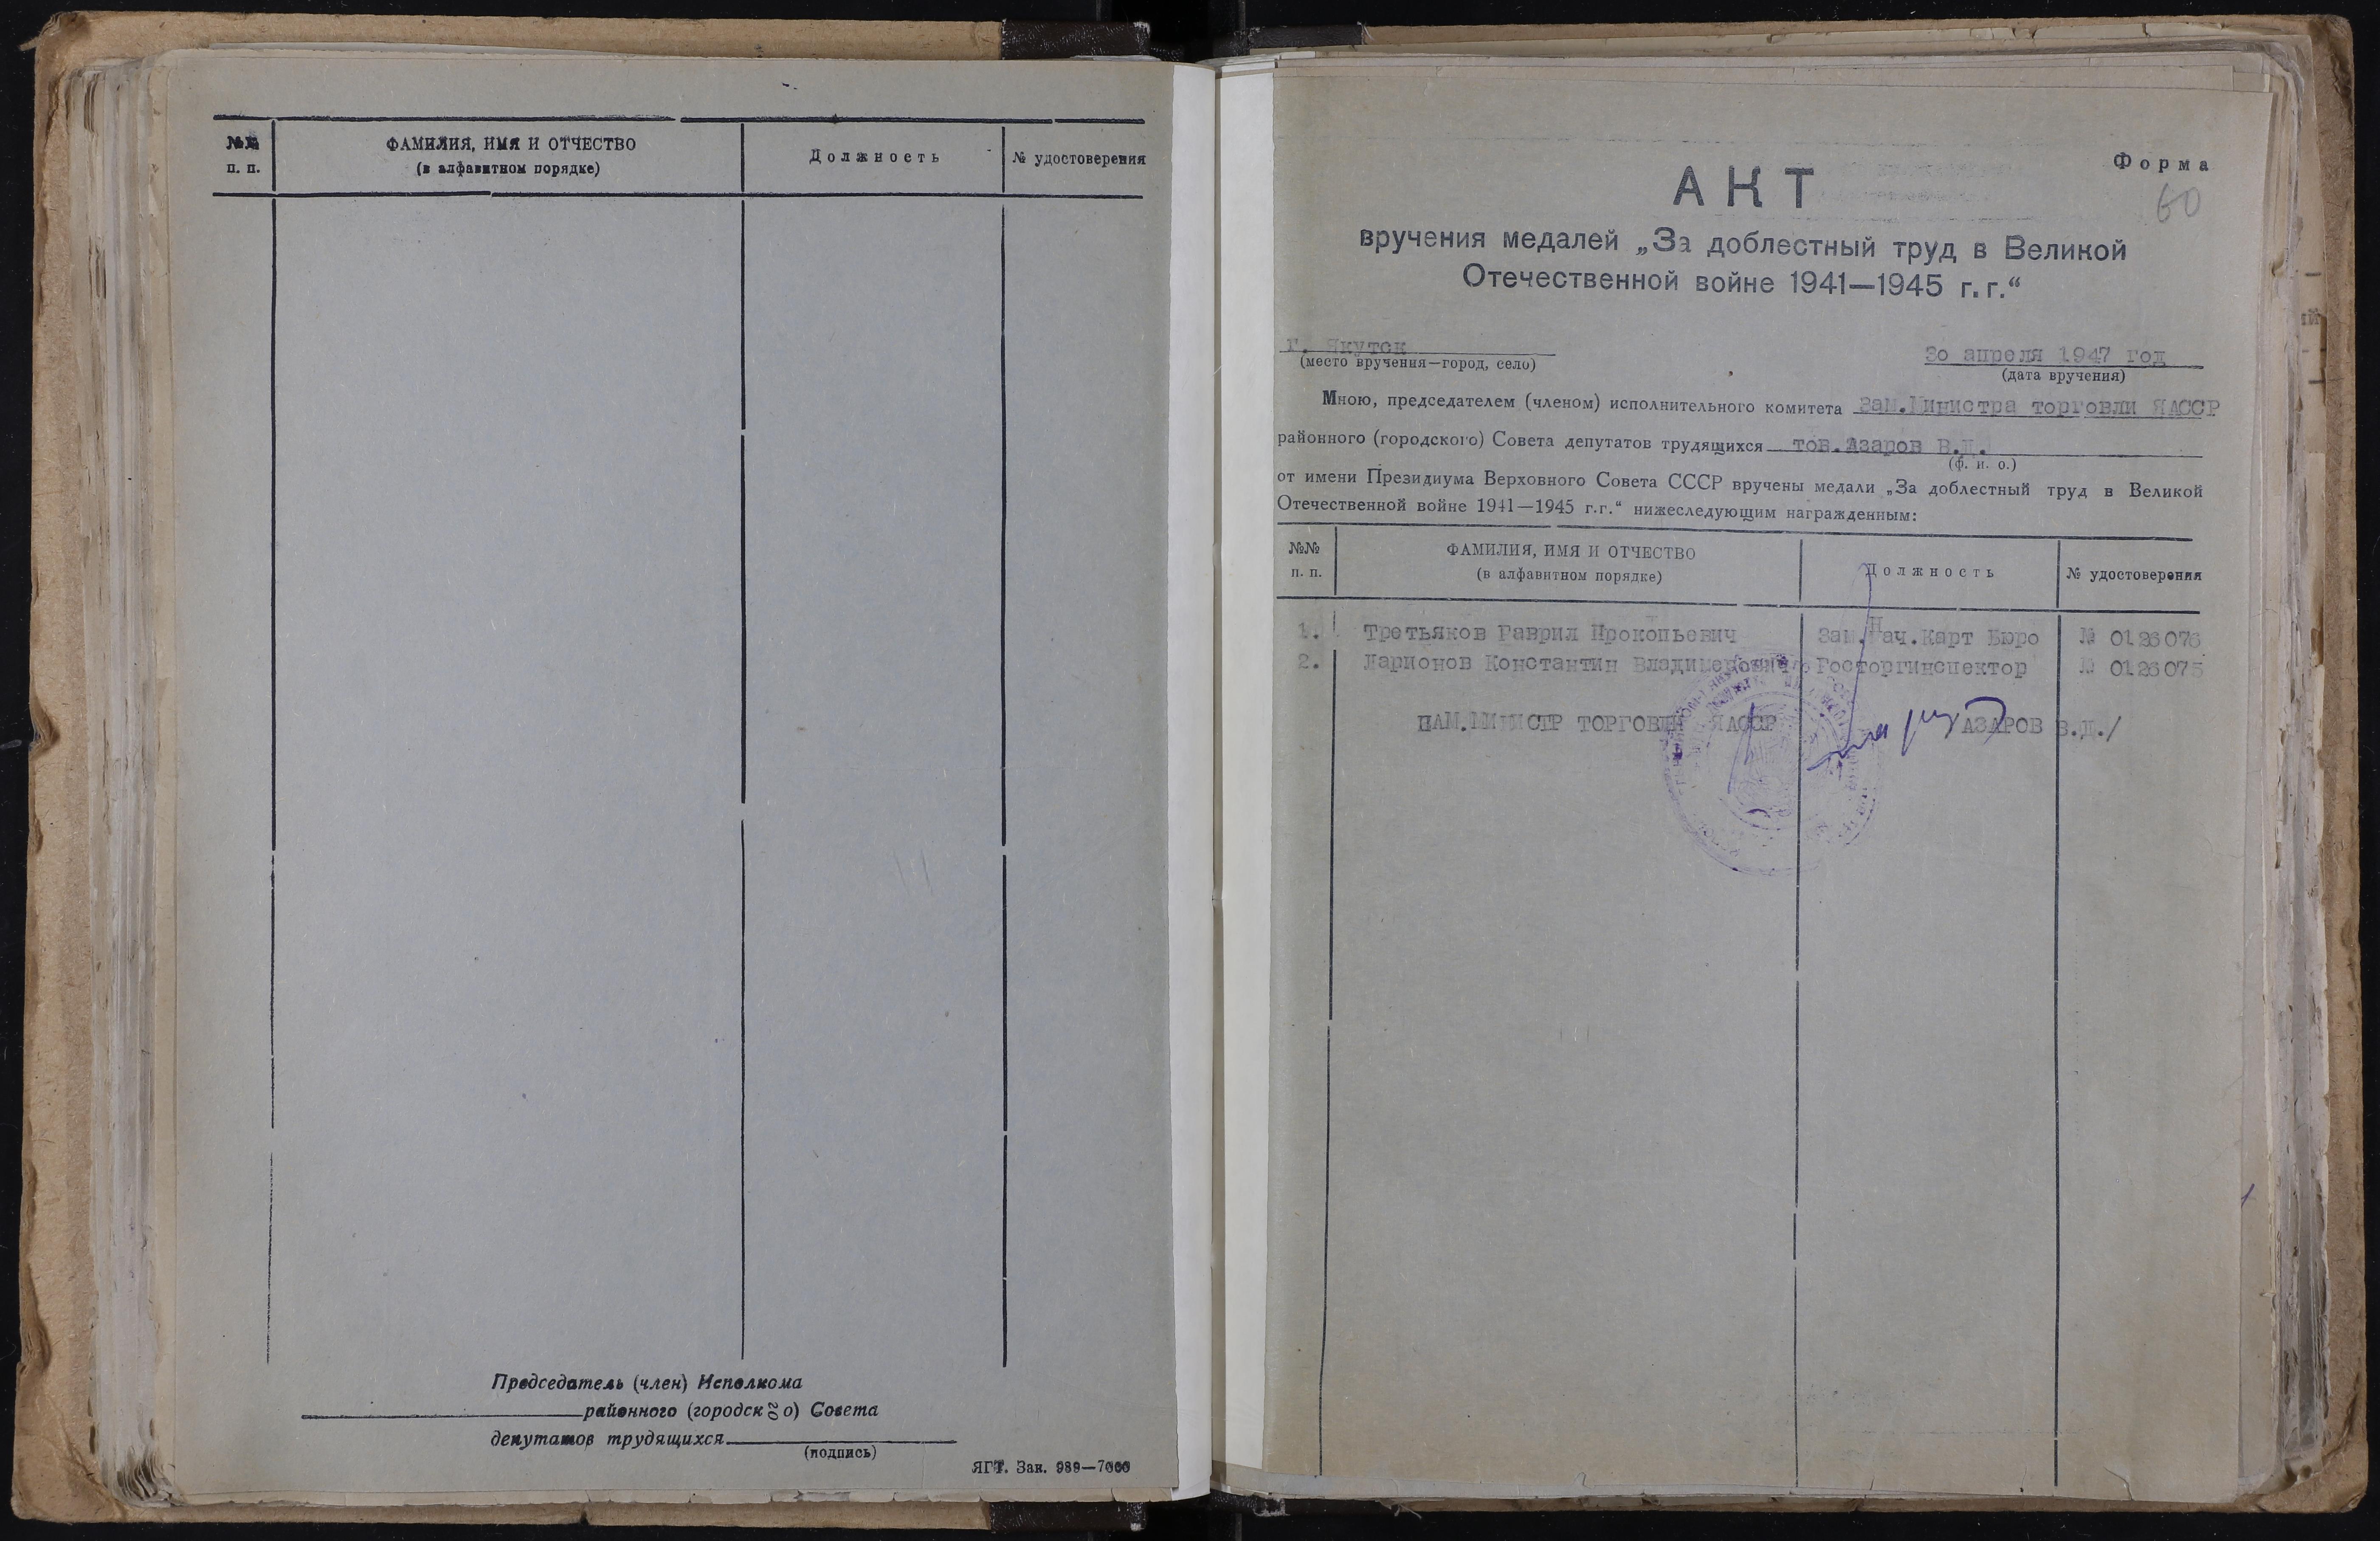 №№
п. п.
ФАМИЛИЯ, ИМЯ И ОТЧЕСТВО
(в алфавитном порядке)
Должность
№ удостоверения
Председатель (член) Исполкома
районного (городского) Совета
депутатов трудящихся
(подпись)
ЯГТ. Зак. 989—7000
Форма
60
АКТ
вручения медалей „За доблестный труд в Великой
Отечественной войне 1941—1945 г.г.“
г. Якутск
(место вручения—город, село)
30 апреля 1947 год
(дата вручения)
Мною, председателем (членом) исполнительного комитета Зам.Министра торговли ЯАССР
районного (городского) Совета депутатов трудящихся тов.Азаров В.Д.
(ф. и. о.)
от имени Президиума Верховного Совета СССР вручены медали „За доблестный труд в Великой
Отечественной войне 1941—1945 г.г.“ нижеследующим награжденным:
№№
п. п.
ФАМИЛИЯ, ИМЯ И ОТЧЕСТВО
(в алфавитном порядке)
Должность
№ удостоверения
1. Третьяков Гаврил Прокопьевич Зам.Нач.Карт Бюро № 0126076
2. Ларионов Константин Владимирович Госторгинспектор № 0126075
ЗАМ.МИНИСТР ТОРГОВЛИ ЯАССР АЗАРОВ В.Д./